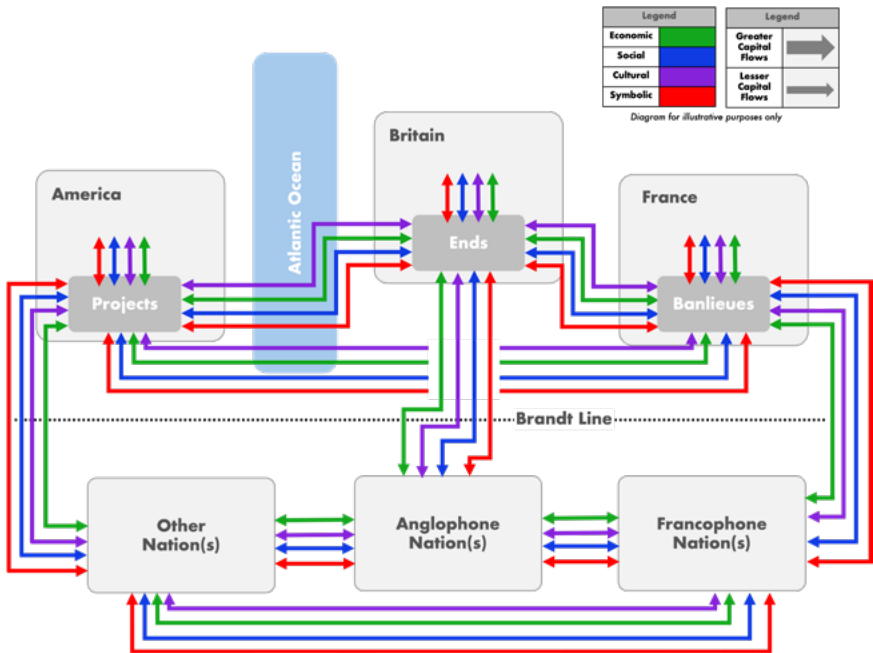 Legend
Economic
Social
Cultural
Symbolic
Legend
Greater
Capital
Flows
Lesser
Capital
Flows
Diagram for illustrative purposes only
Britain
America
Atlantic Ocean
France
Ends
Projects
Banlieues
Brandt Line
Other
Nation(s)
Anglophone
Nation(s)
Francophone
Nation(s)